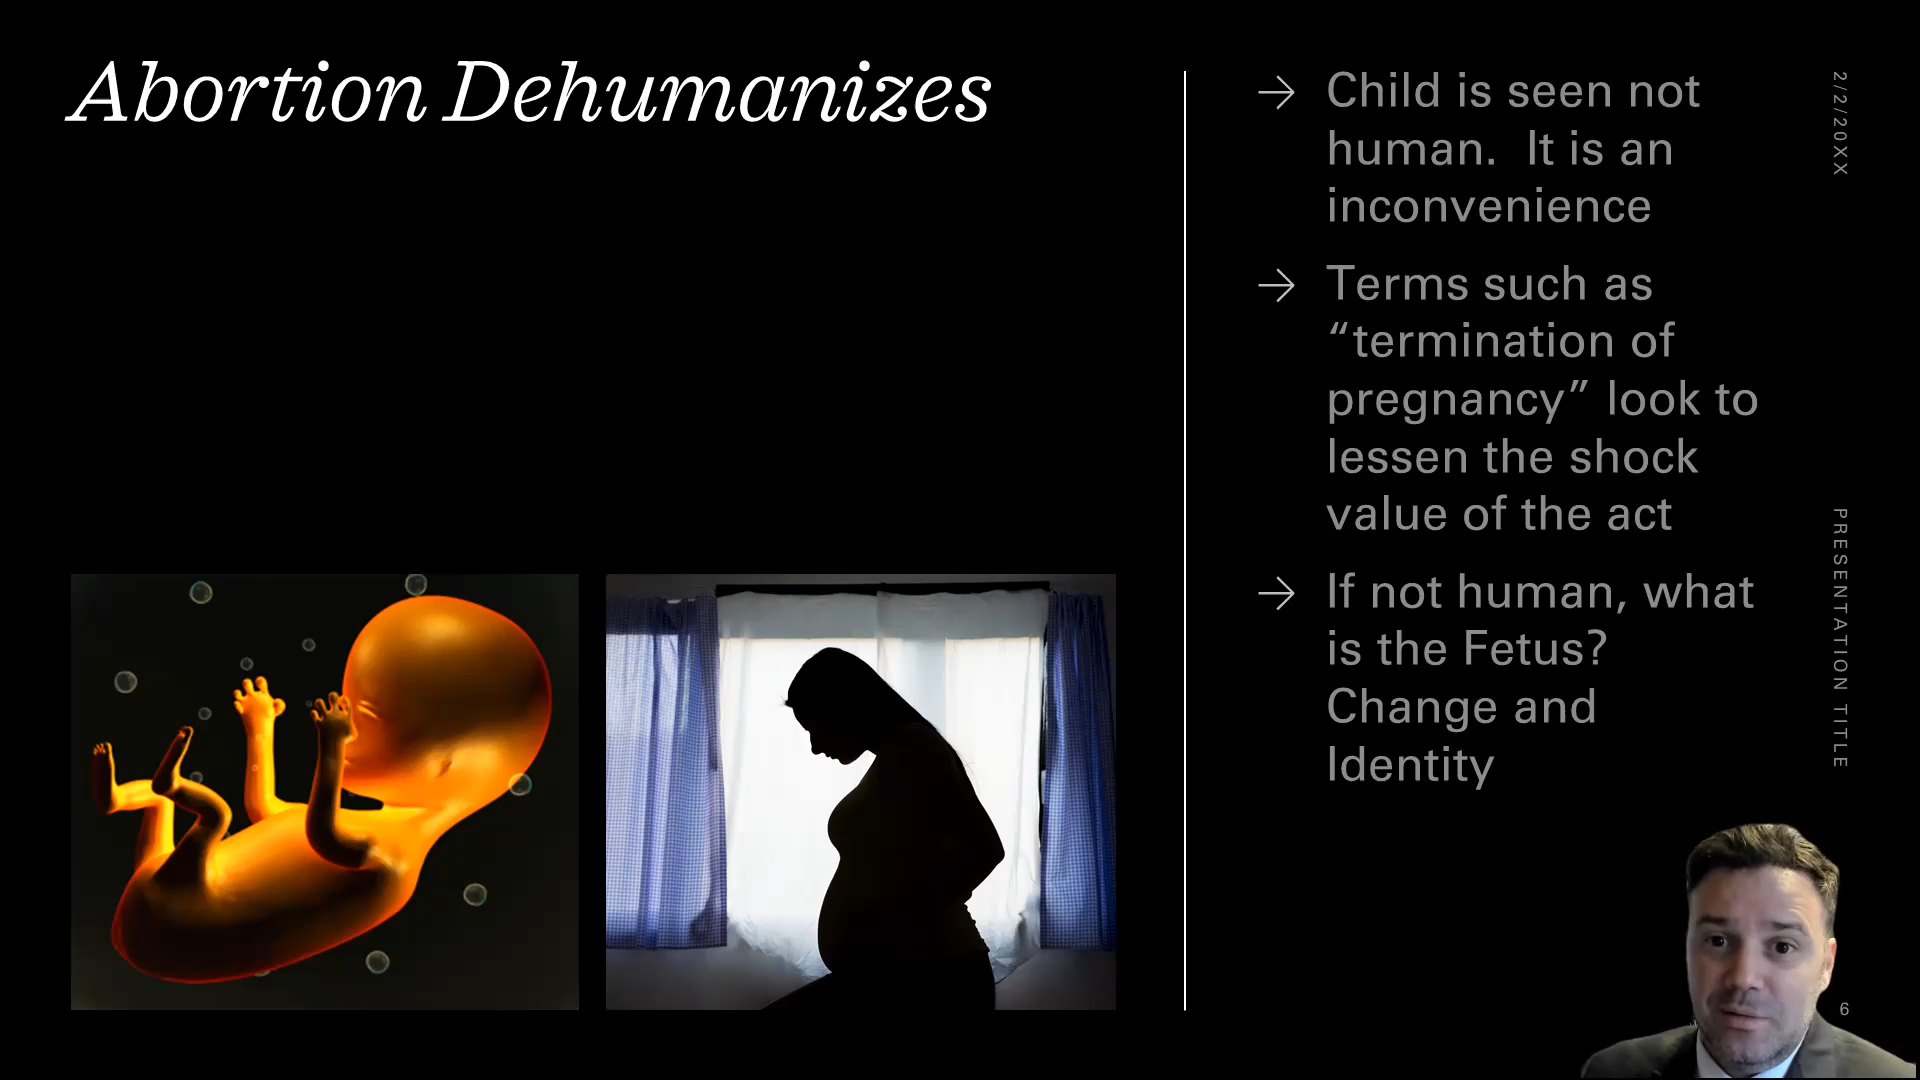 Abortion Dehumanizes
Child is seen not
human.  It is an
inconvenience
Terms such as
“termination of
pregnancy” look to
lessen the shock
value of the act
If not human, what
is the Fetus?
Change and
Identity
2/2/20XX
PRESENTATION TITLE
6